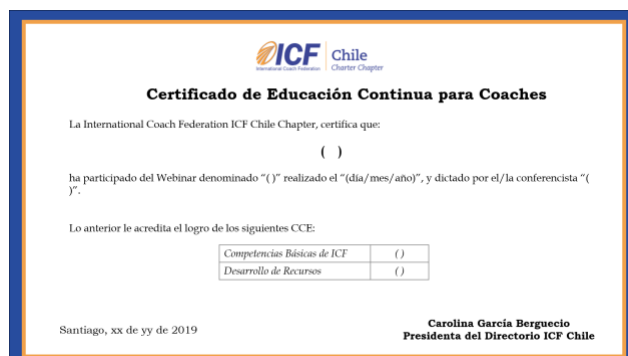 ICF
International Coach Federation
Chile
Charter Chapter
Certificado de Educación Continua para Coaches
La International Coach Federation ICF Chile Chapter, certifica que:
( )
ha participado del Webinar denominado “( )” realizado el “(día/mes/año)”, y dictado por el/la conferencista “(
)”.
Lo anterior le acredita el logro de los siguientes CCE:
Competencias Básicas de ICF ( )
Desarrollo de Recursos ( )
Santiago, xx de yy de 2019
Carolina García Berguecio
Presidenta del Directorio ICF Chile